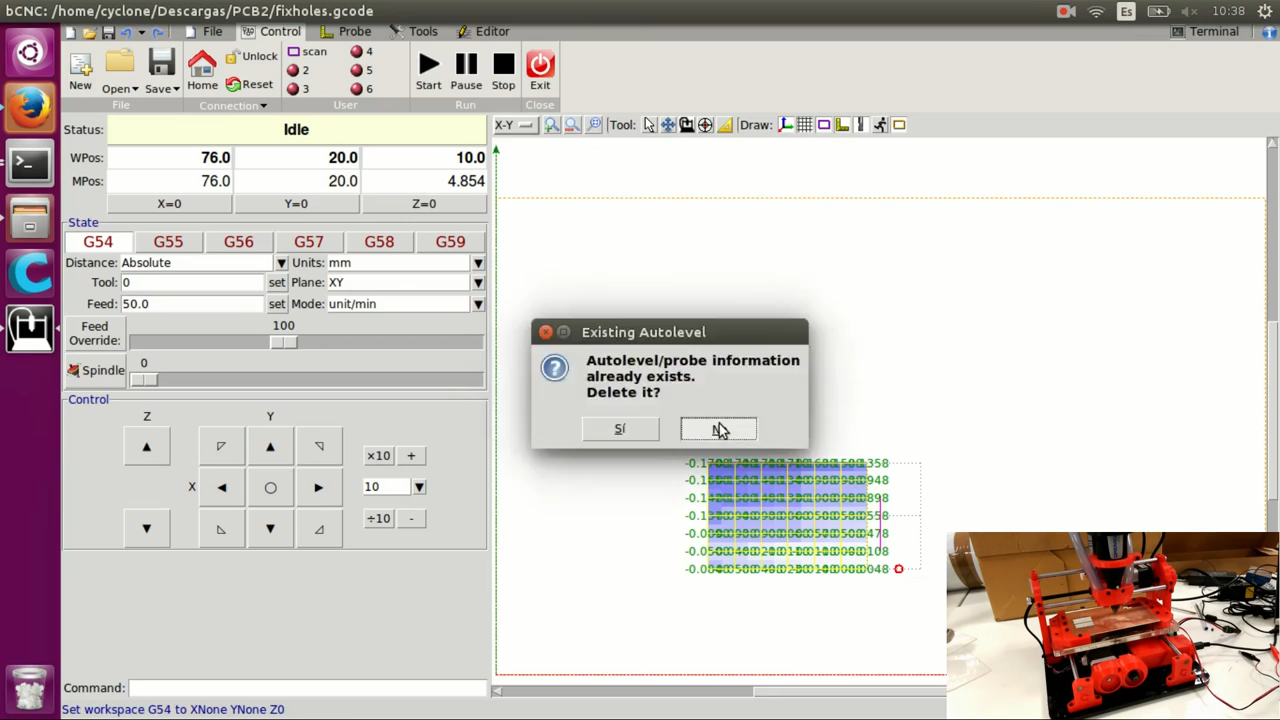 bCNC: /home/cyclone/Descargas/PCB2/fixholes.gcode
Es
10:38
File Control Probe Tools Editor Terminal
New Open Save Home Unlock Reset scan 2 3 4 5 6 Start Pause Stop Exit
File Connection User Run Close
Status: Idle
X-Y Tool: Draw:
WPos: 76.0 20.0 10.0
MPos: 76.0 20.0 4.854
X=0 Y=0 Z=0
State
G54 G55 G56 G57 G58 G59
Distance: Absolute Units: mm
Tool: 0 set Plane: XY
Feed: 50.0 set Mode: unit/min
Feed Override: 100
Spindle 0
Control
Z Y
×10 +
X 10
÷10 -
Existing Autolevel
Autolevel/probe information
already exists.
Delete it?
Sí
Command:
Set workspace G54 to XNone YNone Z0